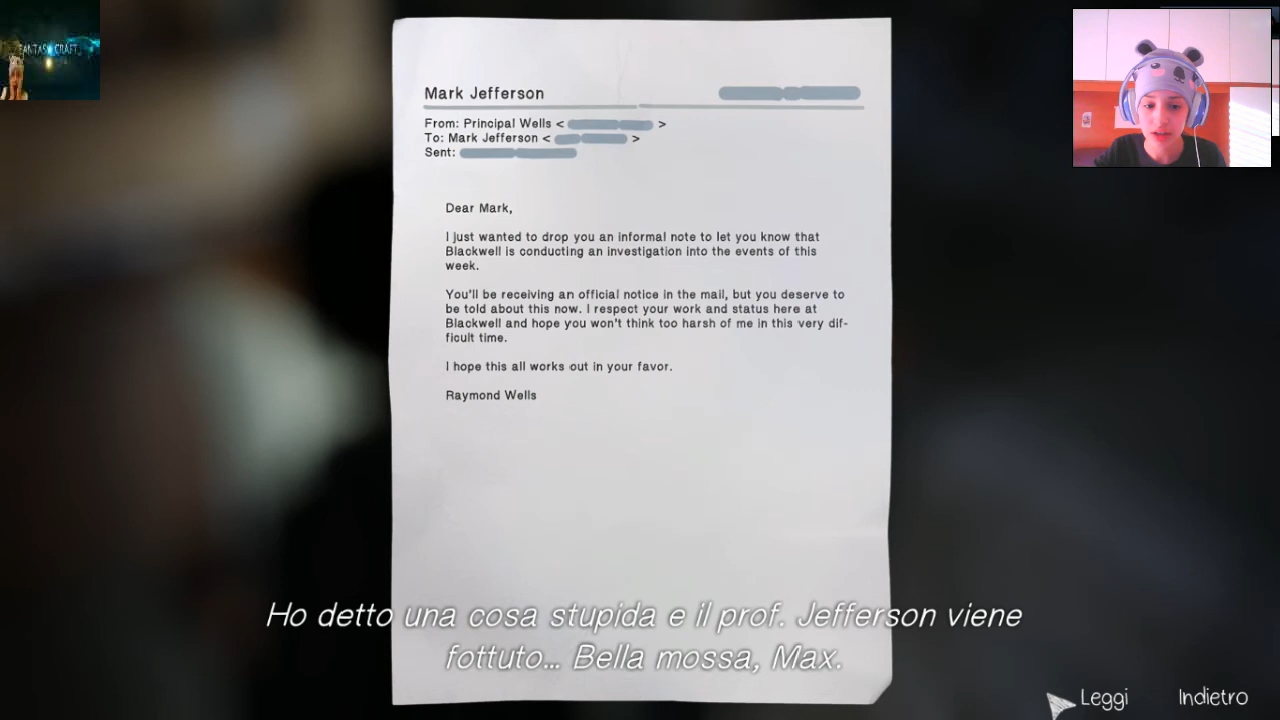 FANTASY CRAFT
Mark Jefferson
From: Principal Wells < >
To: Mark Jefferson < >
Sent:
Dear Mark,
I just wanted to drop you an informal note to let you know that
Blackwell is conducting an investigation into the events of this
week.
You'll be receiving an official notice in the mail, but you deserve to
be told about this now. I respect your work and status here at
Blackwell and hope you won't think too harsh of me in this very dif-
ficult time.
I hope this all works out in your favor.
Raymond Wells
Ho detto una cosa stupida e il prof. Jefferson viene
fottuto... Bella mossa, Max.
Leggi Indietro